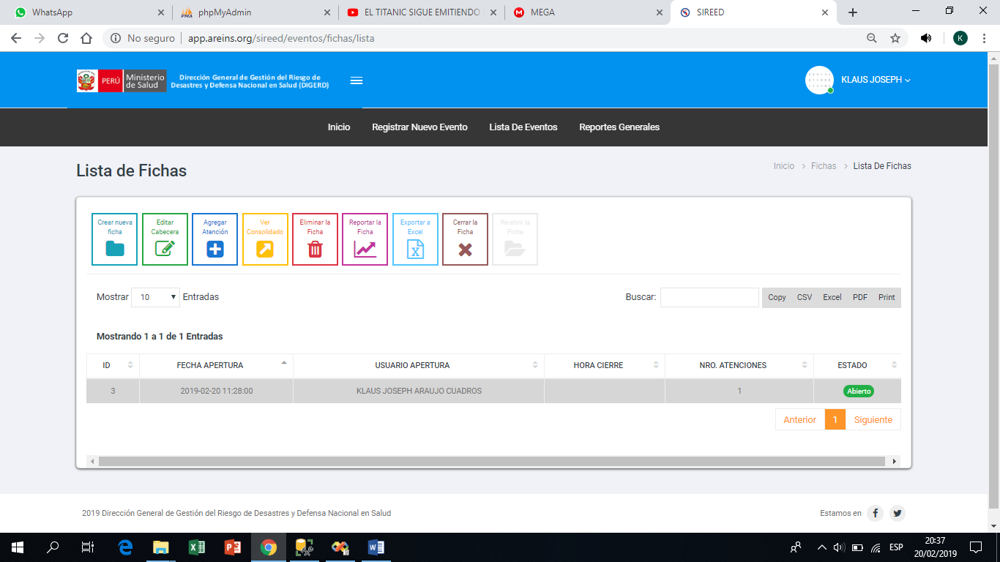 WhatsApp
phpMyAdmin
EL TITANIC SIGUE EMITIENDO
MEGA
SIREED
No seguro
app.areins.org/sireed/eventos/fichas/lista
K
PERÚ
Ministerio
de Salud
Dirección General de Gestión del Riesgo de
Desastres y Defensa Nacional en Salud (DIGERD)
KLAUS JOSEPH
Inicio
Registrar Nuevo Evento
Lista De Eventos
Reportes Generales
Lista de Fichas
Inicio > Fichas > Lista De Fichas
Crear nueva
ficha
Editar
Cabecera
Agregar
Atención
Ver
Consolidado
Eliminar la
Ficha
Reportar la
Ficha
Exportar a
Excel
Cerrar la
Ficha
Re-abrir la
Ficha
Mostrar 10 Entradas
Buscar:
Copy CSV Excel PDF Print
Mostrando 1 a 1 de 1 Entradas
ID FECHA APERTURA USUARIO APERTURA HORA CIERRE NRO. ATENCIONES ESTADO
3 2019-02-20 11:28:00 KLAUS JOSEPH ARAUJO CUADROS 1 Abierto
Anterior 1 Siguiente
2019 Dirección General de Gestión del Riesgo de Desastres y Defensa Nacional en Salud
Estamos en
ESP
20:37
20/02/2019